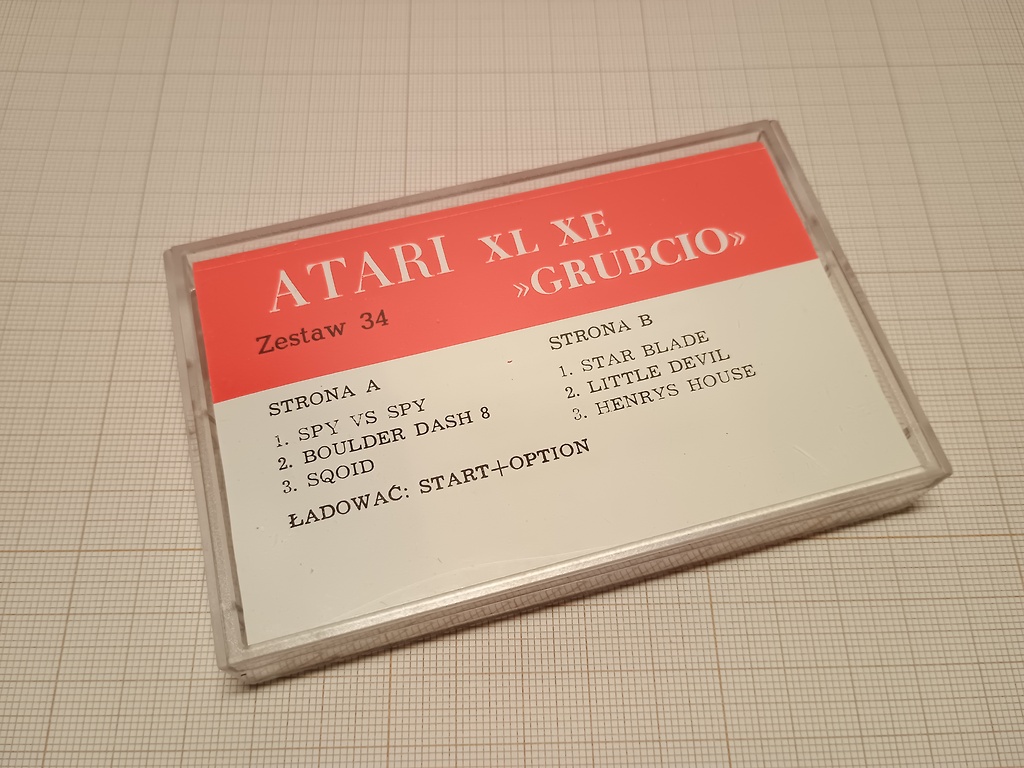 ATARI XL XE
»GRUBCIO»
Zestaw 34
STRONA A
1. SPY VS SPY
2. BOULDER DASH 8
3. SQOID
STRONA B
1. STAR BLADE
2. LITTLE DEVIL
3. HENRYS HOUSE
ŁADOWAĆ: START+OPTION